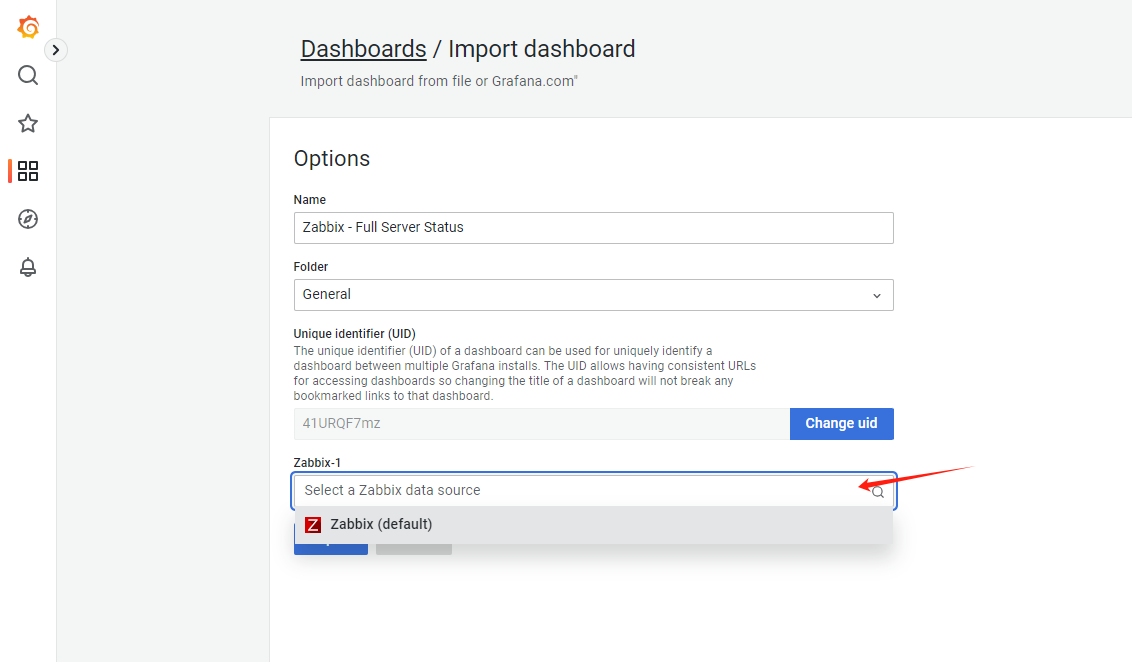 Dashboards / Import dashboard
Import dashboard from file or Grafana.com"
Options
Name
Zabbix - Full Server Status
Folder
General
Unique identifier (UID)
The unique identifier (UID) of a dashboard can be used for uniquely identify a
dashboard between multiple Grafana installs. The UID allows having consistent URLs
for accessing dashboards so changing the title of a dashboard will not break any
bookmarked links to that dashboard.
41URQF7mz
Change uid
Zabbix-1
Select a Zabbix data source
Z Zabbix (default)